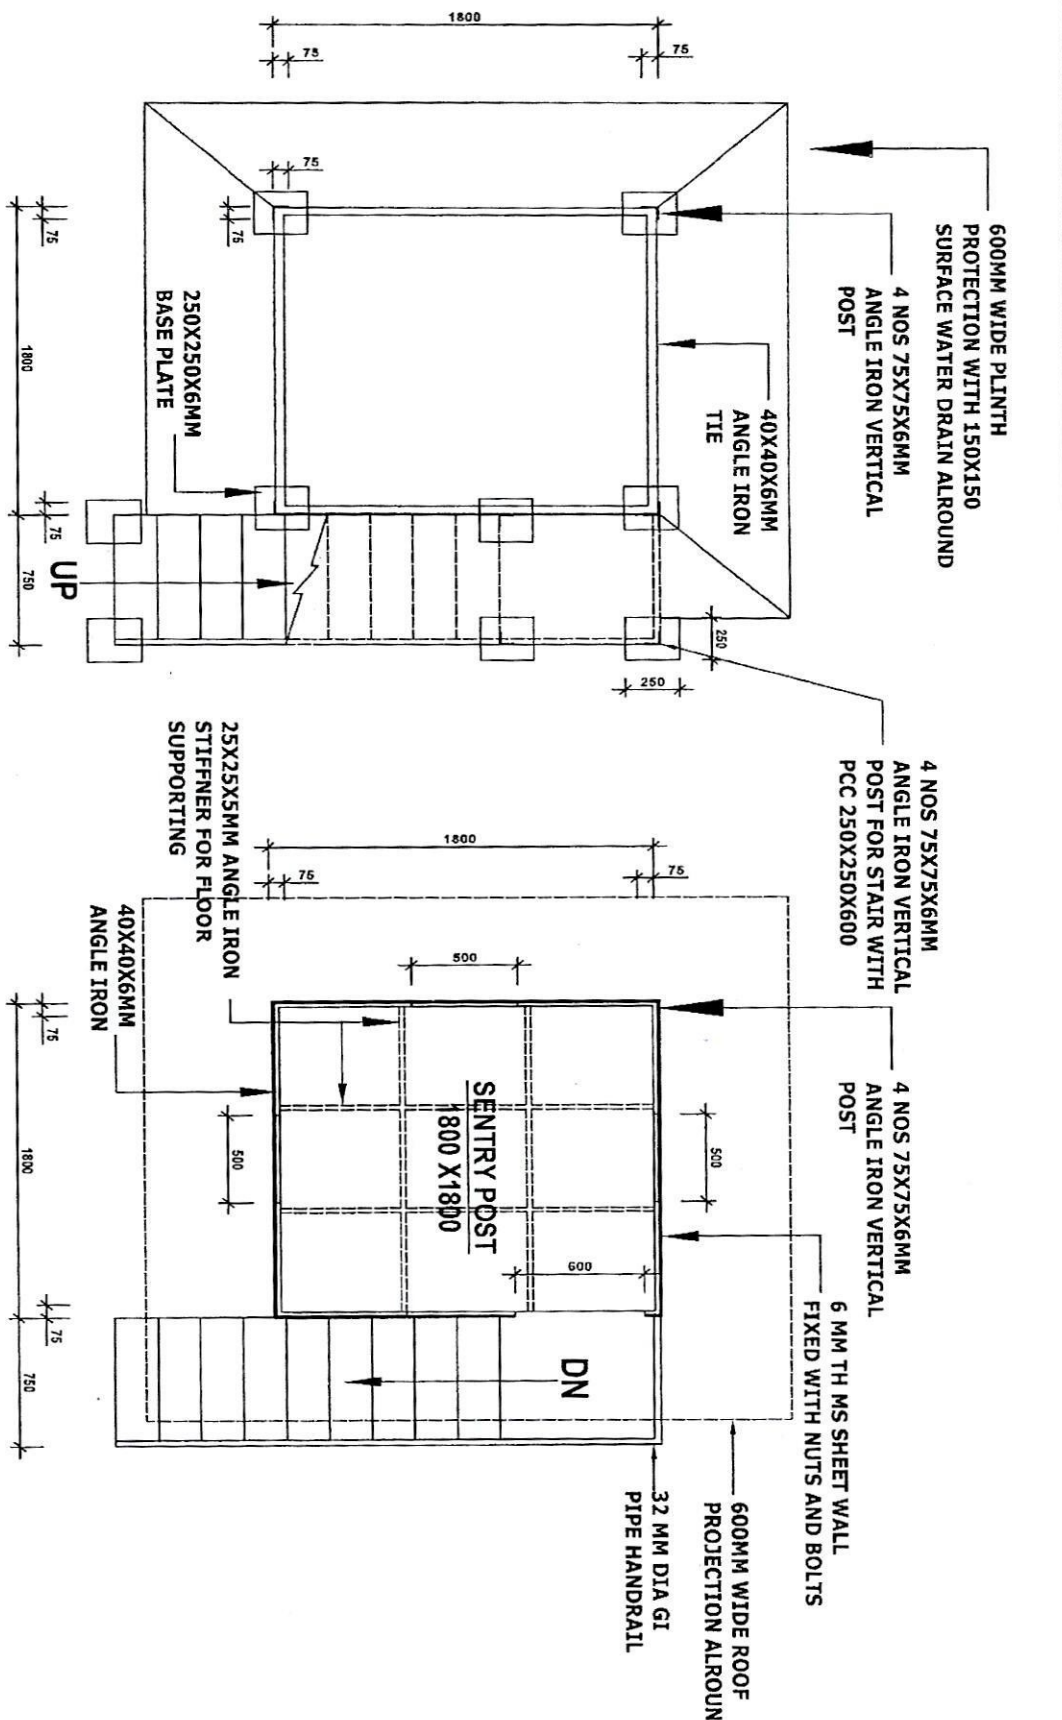 600MM WIDE PLINTH
PROTECTION WITH 150X150
SURFACE WATER DRAIN ALROUND
4 NOS 75X75X6MM
ANGLE IRON VERTICAL
POST
40X40X6MM
ANGLE IRON
TIE
250X250X6MM
BASE PLATE
UP
1800
75
75
75
75
75
1800
75
750
250
250
4 NOS 75X75X6MM
ANGLE IRON VERTICAL
POST FOR STAIR WITH
PCC 250X250X600
4 NOS 75X75X6MM
ANGLE IRON VERTICAL
POST
6 MM TH MS SHEET WALL
FIXED WITH NUTS AND BOLTS
600MM WIDE ROOF
PROJECTION ALROUN
32 MM DIA GI
PIPE HANDRAIL
25X25X5MM ANGLE IRON
STIFFNER FOR FLOOR
SUPPORTING
40X40X6MM
ANGLE IRON
SENTRY POST
1800 X1800
DN
1800
75
75
500
500
500
600
75
1800
75
750